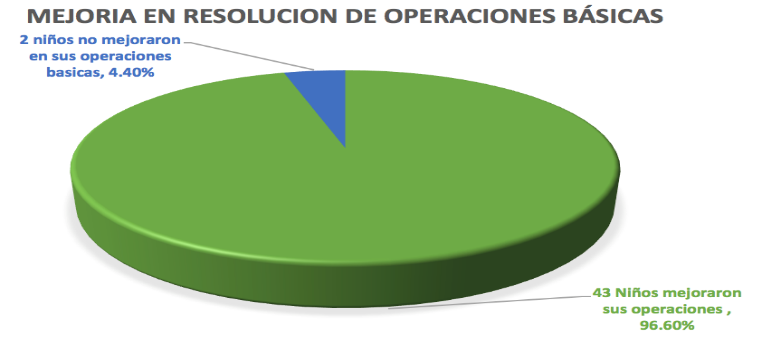 MEJORIA EN RESOLUCION DE OPERACIONES BÁSICAS
2 niños no mejoraron
en sus operaciones
basicas, 4.40%
43 Niños mejoraron
sus operaciones ,
96.60%